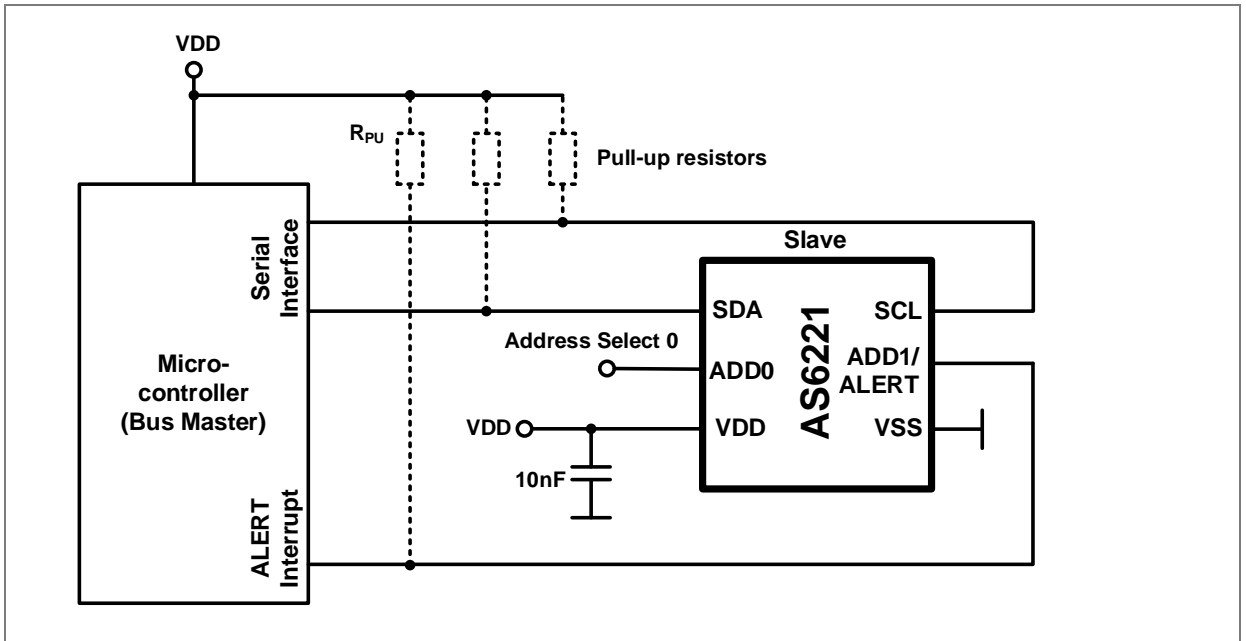 VDD
RPU
Pull-up resistors
Serial
Interface
Slave
SDA
SCL
Address Select 0
ADD0
ADD1/
ALERT
AS6221
Micro-
controller
(Bus Master)
VDD
VDD
VSS
10nF
ALERT
Interrupt